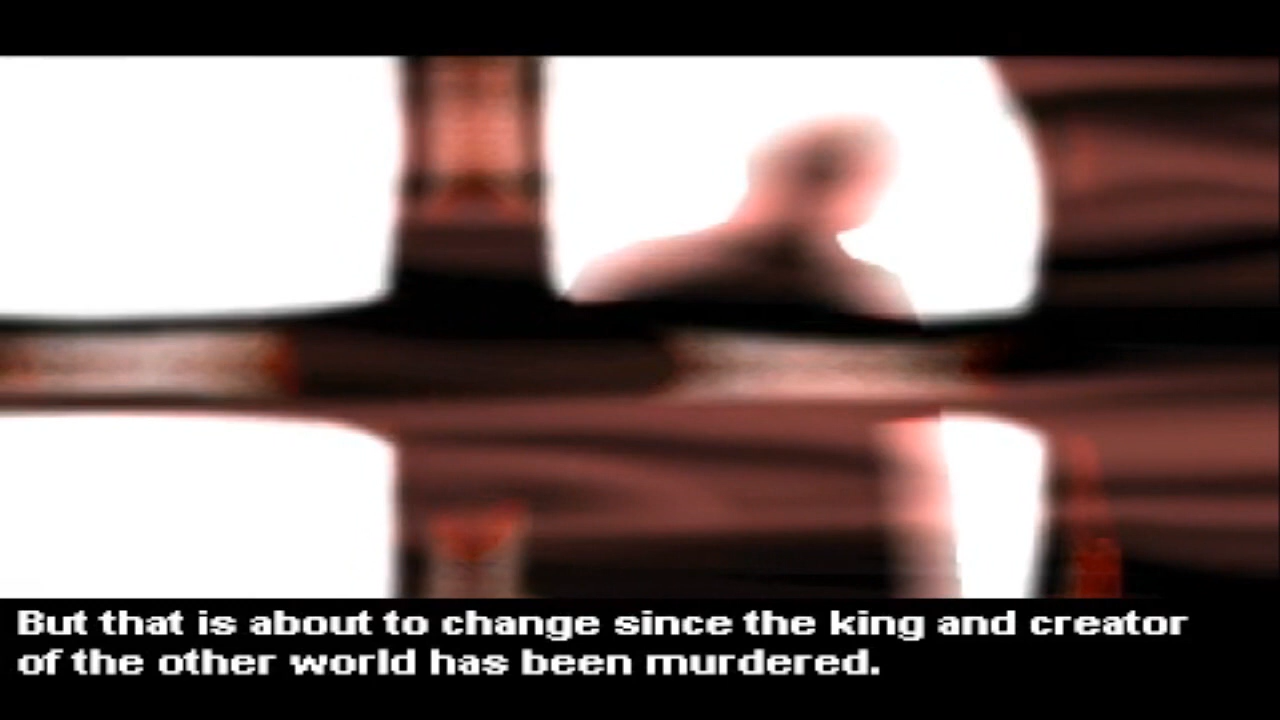 But that is about to change since the king and creator
of the other world has been murdered.